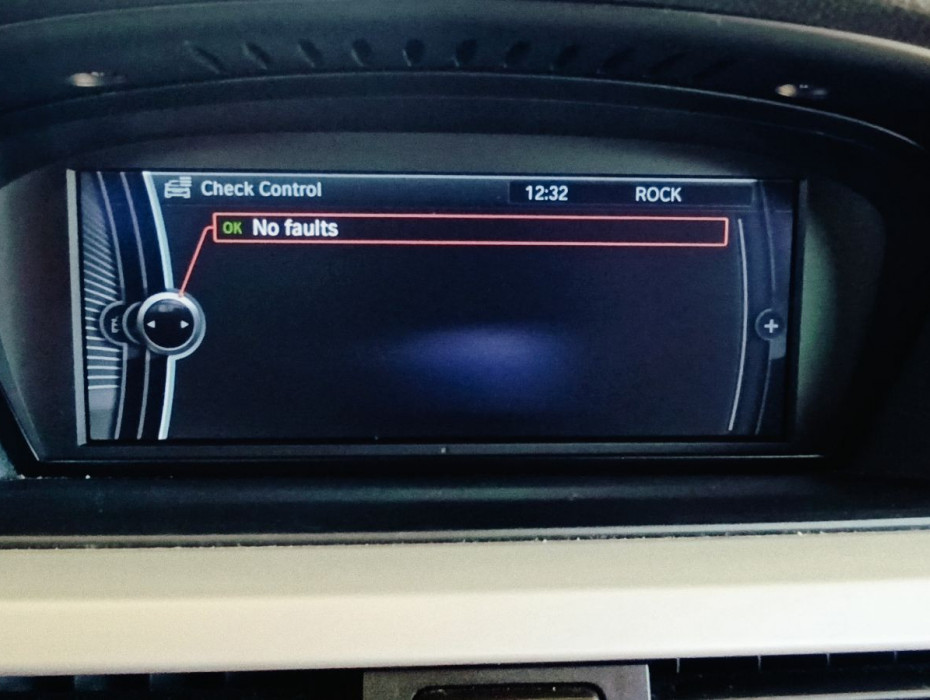 Check Control 12:32 ROCK
OK No faults